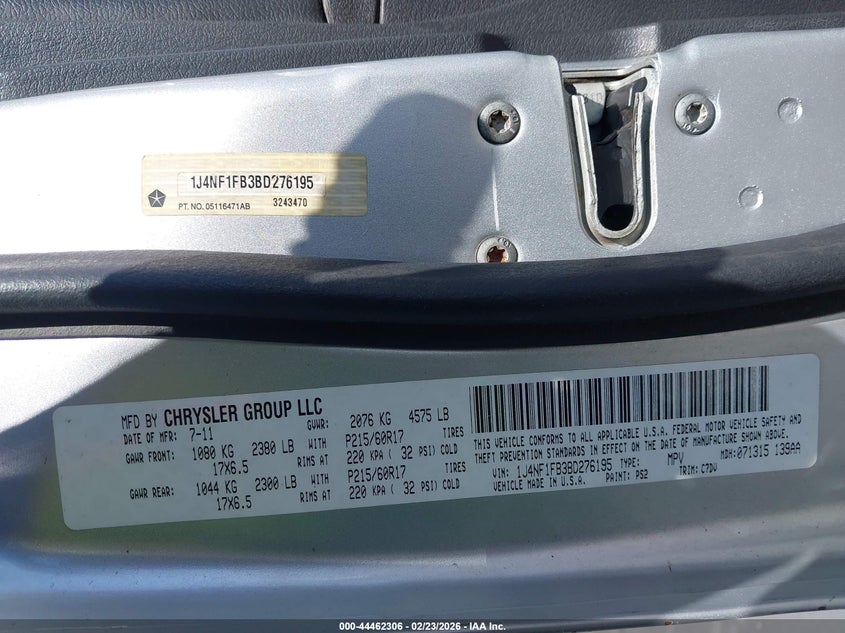 1J4NF1FB3BD276195
PT. NO. 05116471AB 3243470
MFD BY CHRYSLER GROUP LLC
DATE OF MFR: 7-11 GVWR: 2076 KG 4575 LB
GAWR FRONT: 1080 KG 2380 LB WITH P215/60R17 TIRES
17X6.5 RIMS AT 220 KPA ( 32 PSI) COLD
GAWR REAR: 1044 KG 2300 LB WITH P215/60R17 TIRES
17X6.5 RIMS AT 220 KPA ( 32 PSI) COLD
THIS VEHICLE CONFORMS TO ALL APPLICABLE U.S.A. FEDERAL MOTOR VEHICLE SAFETY AND
THEFT PREVENTION STANDARDS IN EFFECT ON THE DATE OF MANUFACTURE SHOWN ABOVE.
VIN: 1J4NF1FB3BD276195 TYPE: MPV MDH: 071315 139AA
VEHICLE MADE IN U.S.A. PAINT: PS2 TRIM: C7DV
000-44462306 - 02/23/2026 - IAA Inc.